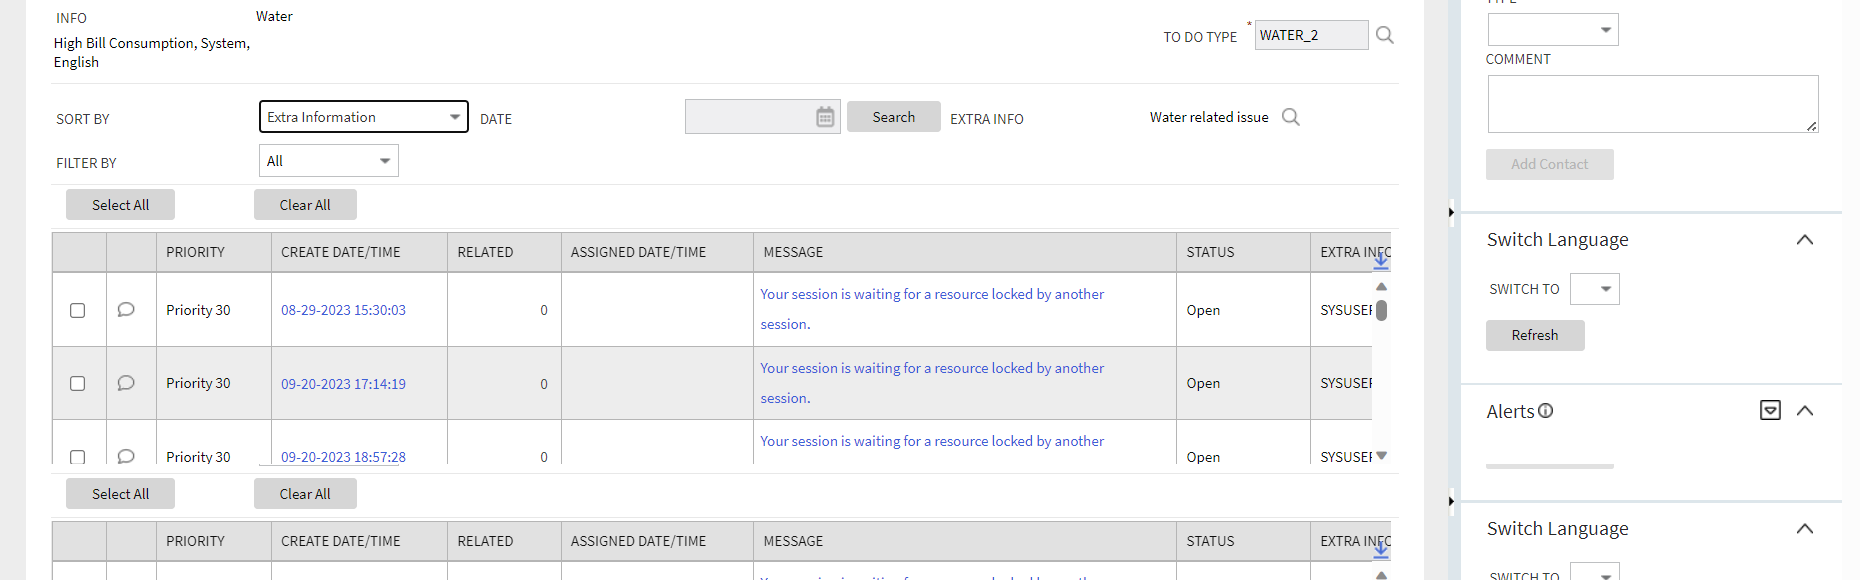 INFO
Water
High Bill Consumption, System,
English
TO DO TYPE * WATER_2
SORT BY Extra Information DATE Search EXTRA INFO Water related issue
FILTER BY All
Select All Clear All
PRIORITY CREATE DATE/TIME RELATED ASSIGNED DATE/TIME MESSAGE STATUS EXTRA INFO
Priority 30 08-29-2023 15:30:03 0 Your session is waiting for a resource locked by another
session.
Open SYSUSER
Priority 30 09-20-2023 17:14:19 0 Your session is waiting for a resource locked by another
session.
Open SYSUSER
Priority 30 09-20-2023 18:57:28 0 Your session is waiting for a resource locked by another
Open SYSUSER
Select All Clear All
PRIORITY CREATE DATE/TIME RELATED ASSIGNED DATE/TIME MESSAGE STATUS EXTRA INFO
COMMENT
Add Contact
Switch Language
SWITCH TO
Refresh
Alerts
Switch Language
SWITCH TO